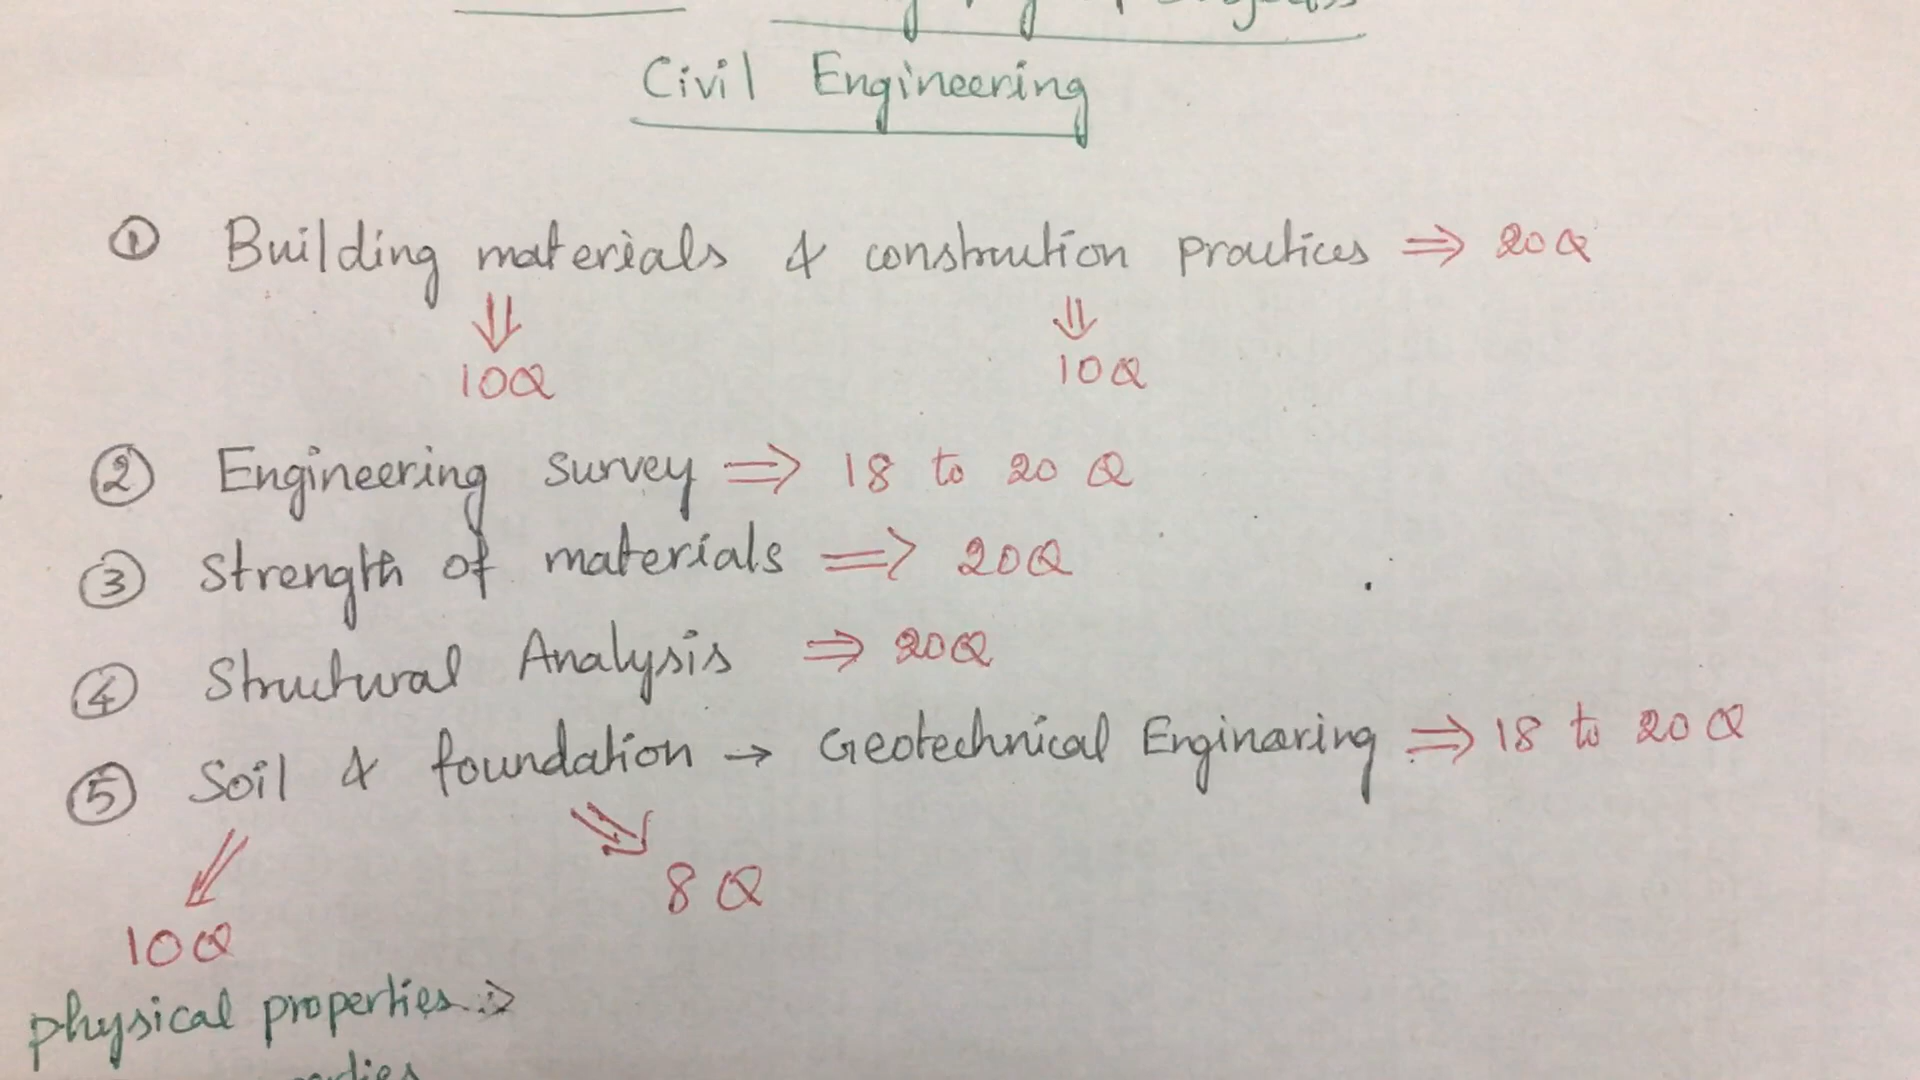 Civil Engineering
① Building materials & construction practices ⇒ 20Q
⇓ ⇓
10Q 10Q
② Engineering survey ⇒ 18 to 20 Q
③ Strength of materials ⇒ 20Q
④ Structural Analysis ⇒ 20Q
⑤ Soil & foundation → Geotechnical Enginearing ⇒ 18 to 20 Q
8 Q
10Q
physical properties